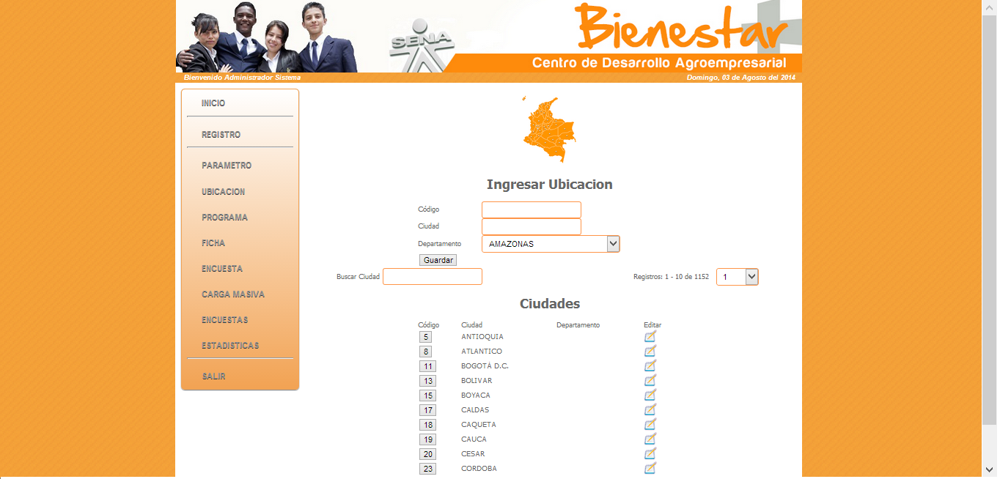 SENA
Bienestar
Centro de Desarrollo Agroempresarial
Bienvenido Administrador Sistema
Domingo, 03 de Agosto del 2014
INICIO
REGISTRO
PARAMETRO
UBICACION
PROGRAMA
FICHA
ENCUESTA
CARGA MASIVA
ENCUESTAS
ESTADISTICAS
SALIR
Ingresar Ubicacion
Código
Ciudad
Departamento AMAZONAS
Guardar
Buscar Ciudad Registros: 1 - 10 de 1152 1
Ciudades
Código Ciudad Departamento Editar
5 ANTIOQUIA
8 ATLANTICO
11 BOGOTÁ D.C.
13 BOLIVAR
15 BOYACA
17 CALDAS
18 CAQUETA
19 CAUCA
20 CESAR
23 CORDOBA